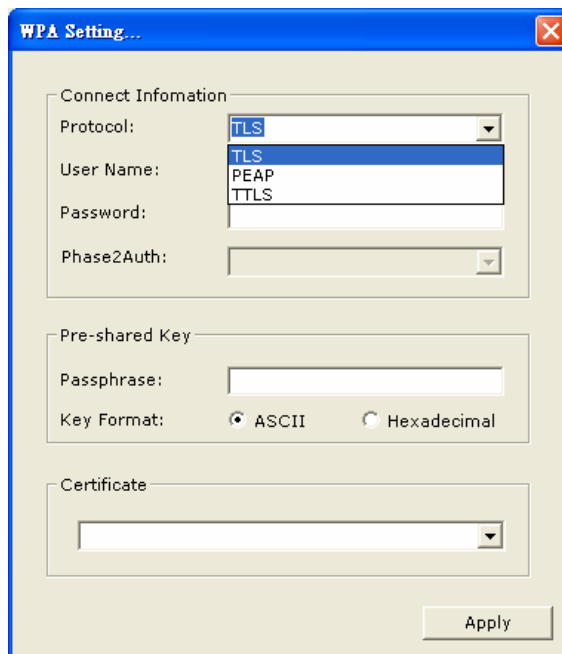 WPA Setting...
Connect Infomation
Protocol: TLS
TLS
User Name:
PEAP
TTLS
Password:
Phase2Auth:
Pre-shared Key
Passphrase:
Key Format: ASCII Hexadecimal
Certificate
Apply